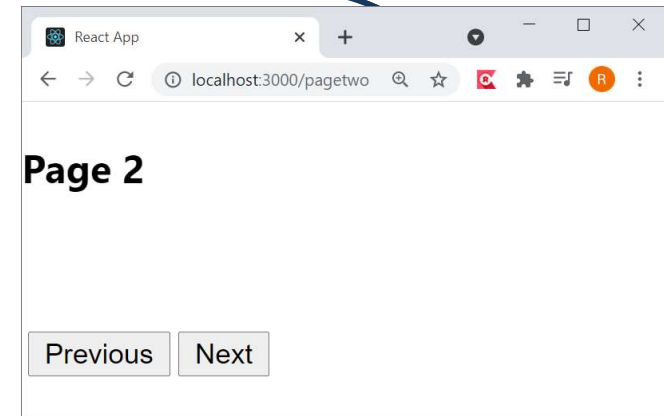 React App
localhost:3000/pagetwo
R
Page 2
Previous Next